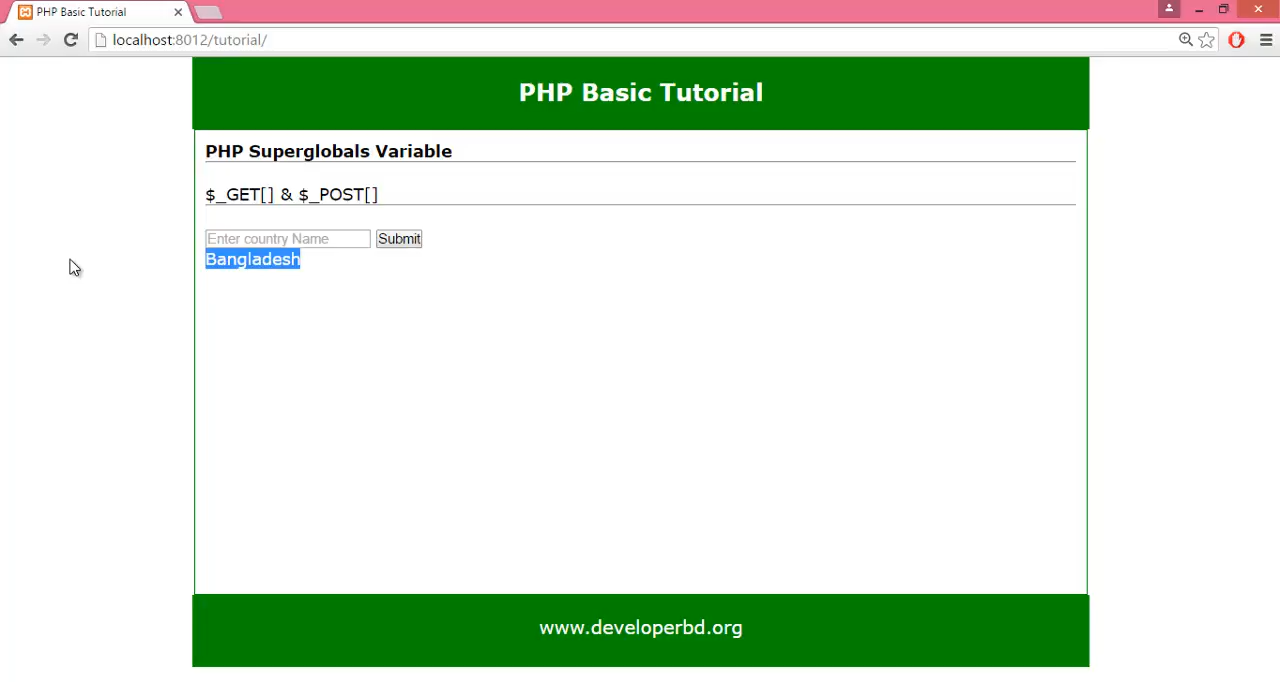 PHP Basic Tutorial
localhost:8012/tutorial/
PHP Basic Tutorial
PHP Superglobals Variable
$_GET[] & $_POST[]
Enter country Name Submit
Bangladesh
www.developerbd.org